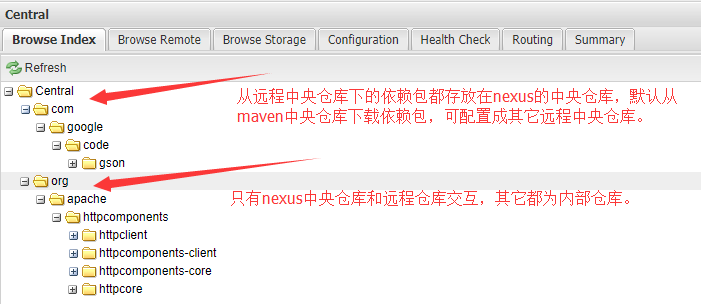 Central
Browse Index Browse Remote Browse Storage Configuration Health Check Routing Summary
Refresh
Central
从远程中央仓库下的依赖包都存放在nexus的中央仓库，默认从
maven中央仓库下载依赖包，可配置成其它远程中央仓库。
com
google
code
gson
org
只有nexus中央仓库和远程仓库交互，其它都为内部仓库。
apache
httpcomponents
httpclient
httpcomponents-client
httpcomponents-core
httpcore